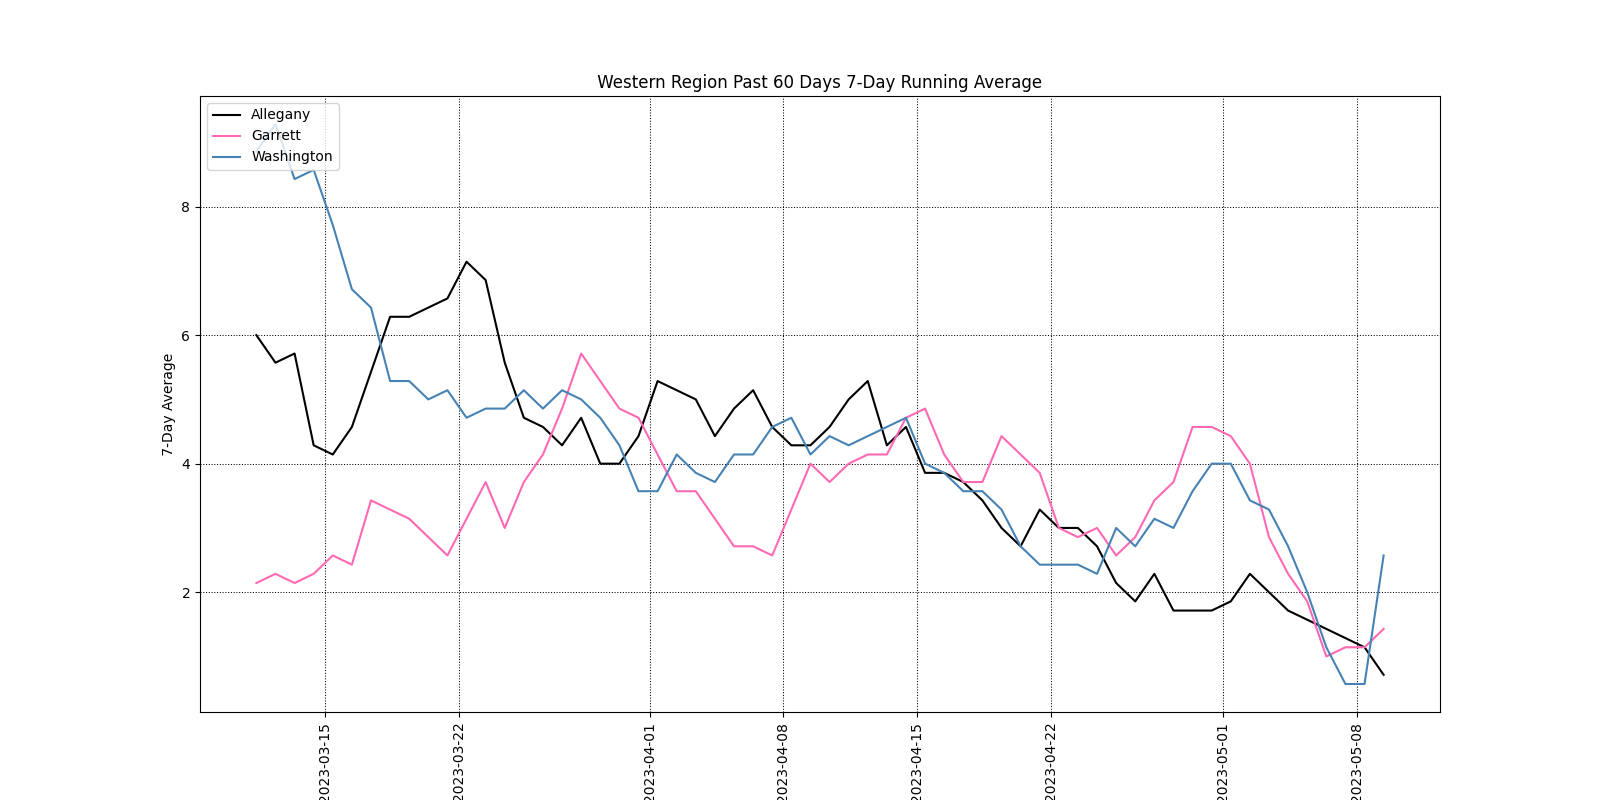 Western Region Past 60 Days 7-Day Running Average
Allegany
Garrett
Washington
7-Day Average
8
6
4
2
2023-03-15
2023-03-22
2023-04-01
2023-04-08
2023-04-15
2023-04-22
2023-05-01
2023-05-08